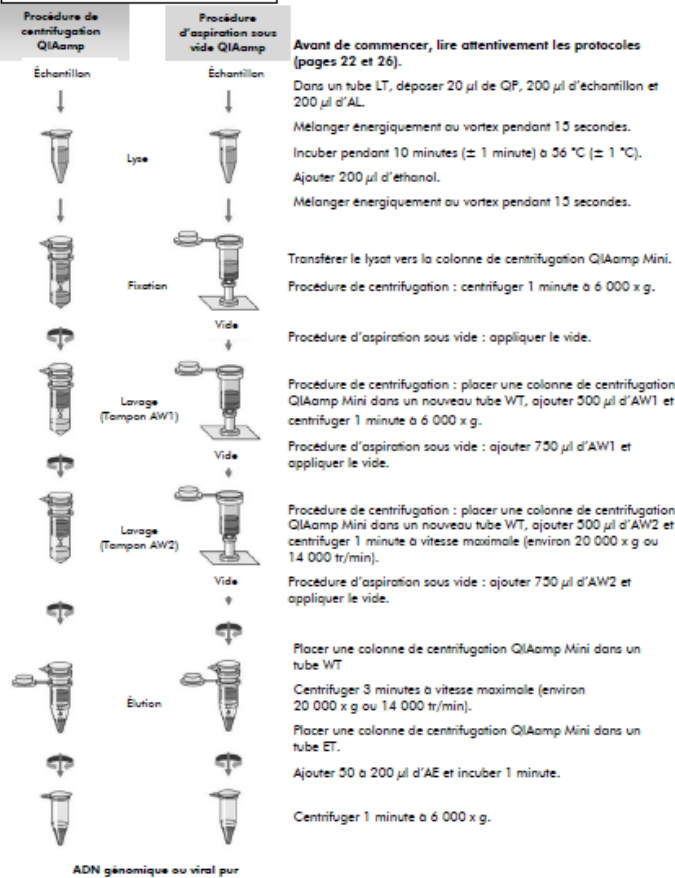 Procédure de
centrifugation
QIAamp
Procédure
d'aspiration sous
vide QIAamp
Échantillon
Échantillon
Avant de commencer, lire attentivement les protocoles
(pages 22 et 26).
Dans un tube LT, déposer 20 µl de QP, 200 µl d'échantillon et
200 µl d'AL.
Mélanger énergiquement au vortex pendant 15 secondes.
Lyse
Incuber pendant 10 minutes (± 1 minute) à 56 °C (± 1 °C).
Ajouter 200 µl d'éthanol.
Mélanger énergiquement au vortex pendant 15 secondes.
Transférer le lysat vers la colonne de centrifugation QIAamp Mini.
Fixation
Procédure de centrifugation : centrifuger 1 minute à 6 000 x g.
Vide
Procédure d'aspiration sous vide : appliquer le vide.
Lavage
(Tampon AW1)
Procédure de centrifugation : placer une colonne de centrifugation
QIAamp Mini dans un nouveau tube WT, ajouter 500 µl d'AW1 et
centrifuger 1 minute à 6 000 x g.
Vide
Procédure d'aspiration sous vide : ajouter 750 µl d'AW1 et
appliquer le vide.
Lavage
(Tampon AW2)
Procédure de centrifugation : placer une colonne de centrifugation
QIAamp Mini dans un nouveau tube WT, ajouter 500 µl d'AW2 et
centrifuger 1 minute à vitesse maximale (environ 20 000 x g ou
14 000 tr/min).
Vide
Procédure d'aspiration sous vide : ajouter 750 µl d'AW2 et
appliquer le vide.
Élution
Placer une colonne de centrifugation QIAamp Mini dans un
tube WT
Centrifuger 3 minutes à vitesse maximale (environ
20 000 x g ou 14 000 tr/min).
Placer une colonne de centrifugation QIAamp Mini dans un
tube ET.
Ajouter 50 à 200 µl d'AE et incuber 1 minute.
Centrifuger 1 minute à 6 000 x g.
ADN génomique ou viral pur